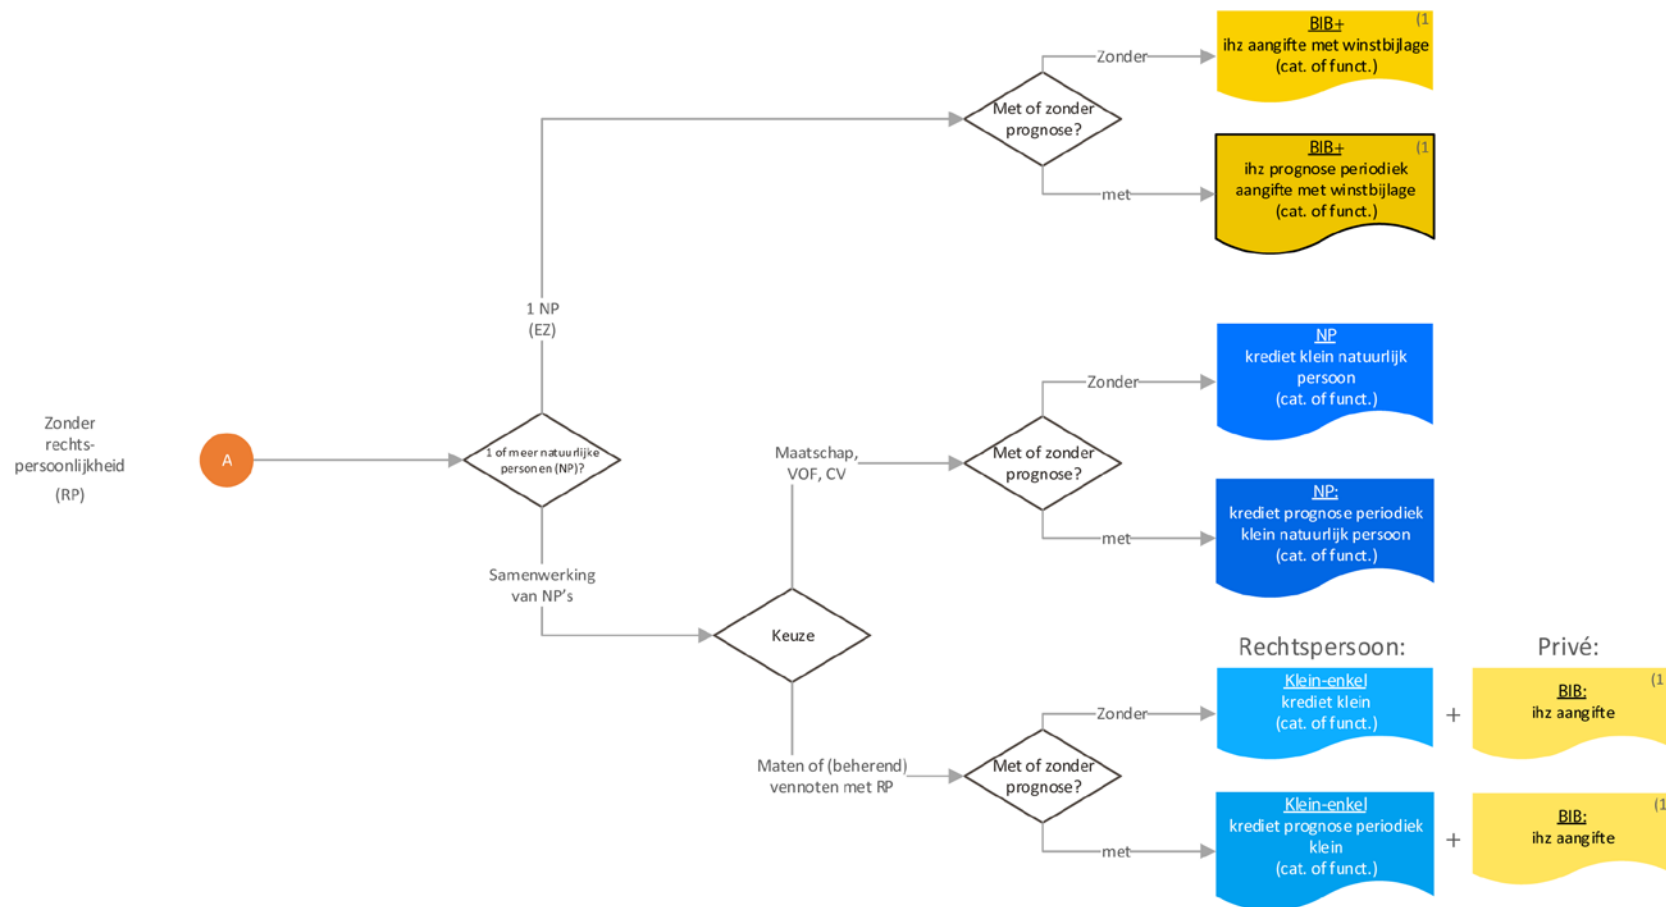 BIB+ (1
ihz aangifte met winstbijlage
(cat. of funct.)
Zonder
Met of zonder
prognose?
met
BIB+ (1
ihz prognose periodiek
aangifte met winstbijlage
(cat. of funct.)
1 NP
(EZ)
Zonder
rechts-
persoonlijkheid
(RP)
A
1 of meer natuurlijke
personen (NP)?
Samenwerking
van NP's
Keuze
Maatschap,
VOF, CV
Met of zonder
prognose?
Zonder
NP
krediet klein natuurlijk
persoon
(cat. of funct.)
met
NP:
krediet prognose periodiek
klein natuurlijk persoon
(cat. of funct.)
Maten of (beherend)
vennoten met RP
Met of zonder
prognose?
Rechtspersoon:
Privé:
Zonder
Klein-enkel
krediet klein
(cat. of funct.)
+
BIB: (1
ihz aangifte
met
Klein-enkel
krediet prognose periodiek
klein
(cat. of funct.)
+
BIB: (1
ihz aangifte